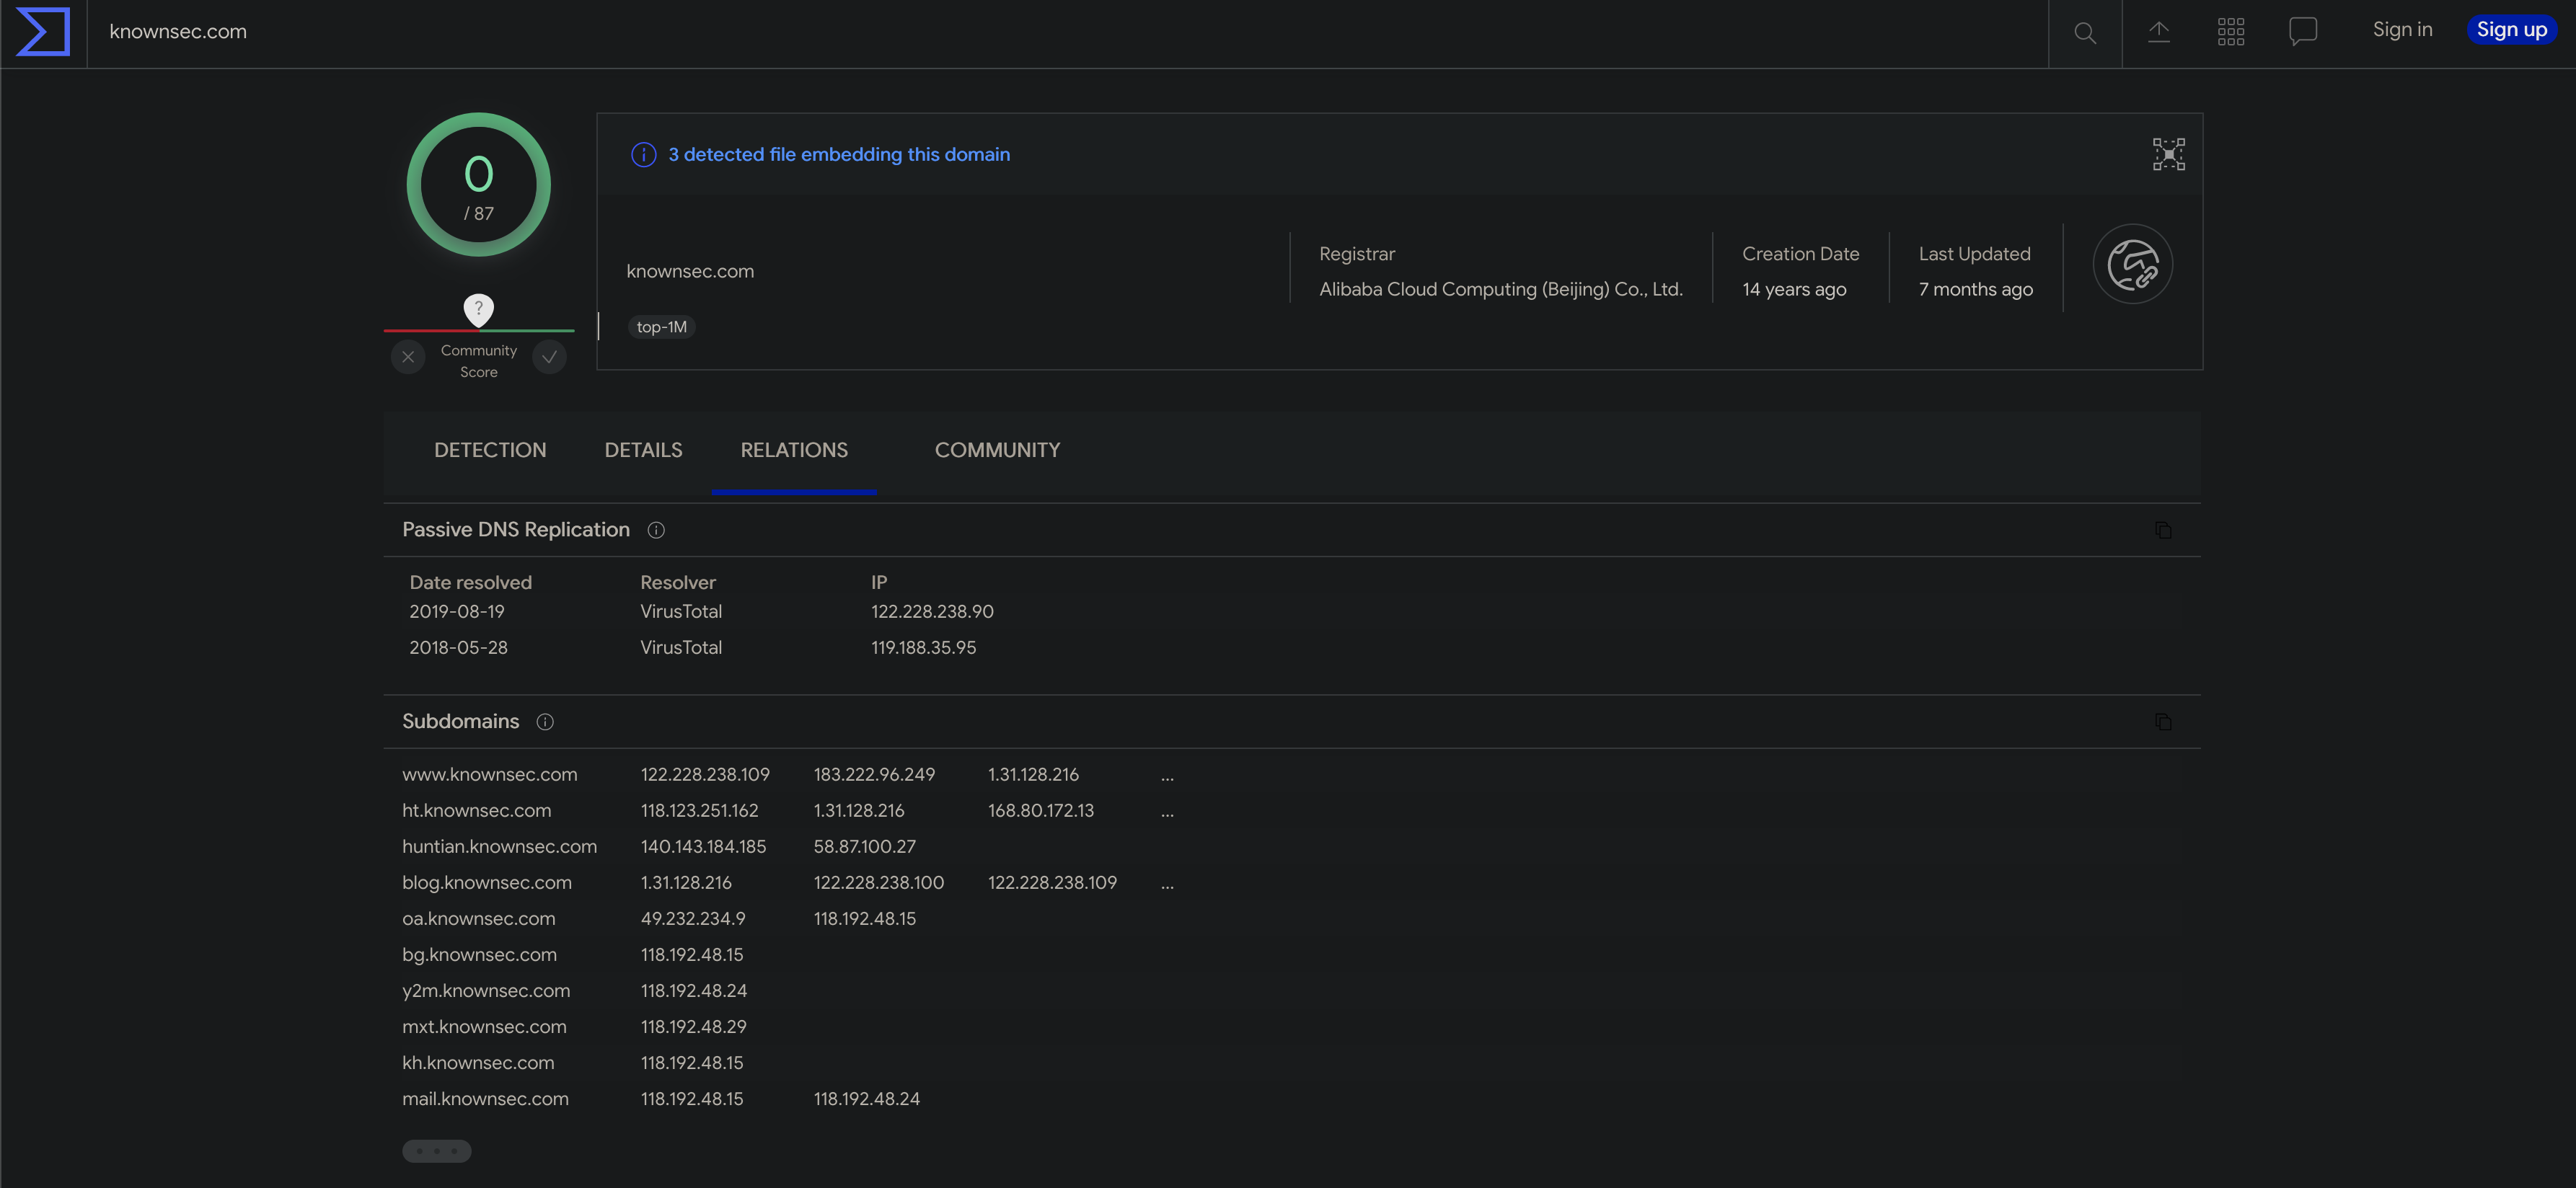 knownsec.com
Sign in
Sign up
0
/ 87
?
Community
Score
3 detected file embedding this domain
knownsec.com
top-1M
Registrar
Alibaba Cloud Computing (Beijing) Co., Ltd.
Creation Date
14 years ago
Last Updated
7 months ago
DETECTION DETAILS RELATIONS COMMUNITY
Passive DNS Replication
Date resolved Resolver IP
2019-08-19 VirusTotal 122.228.238.90
2018-05-28 VirusTotal 119.188.35.95
Subdomains
www.knownsec.com 122.228.238.109 183.222.96.249 1.31.128.216 ...
ht.knownsec.com 118.123.251.162 1.31.128.216 168.80.172.13 ...
huntian.knownsec.com 140.143.184.185 58.87.100.27
blog.knownsec.com 1.31.128.216 122.228.238.100 122.228.238.109 ...
oa.knownsec.com 49.232.234.9 118.192.48.15
bg.knownsec.com 118.192.48.15
y2m.knownsec.com 118.192.48.24
mxt.knownsec.com 118.192.48.29
kh.knownsec.com 118.192.48.15
mail.knownsec.com 118.192.48.15 118.192.48.24